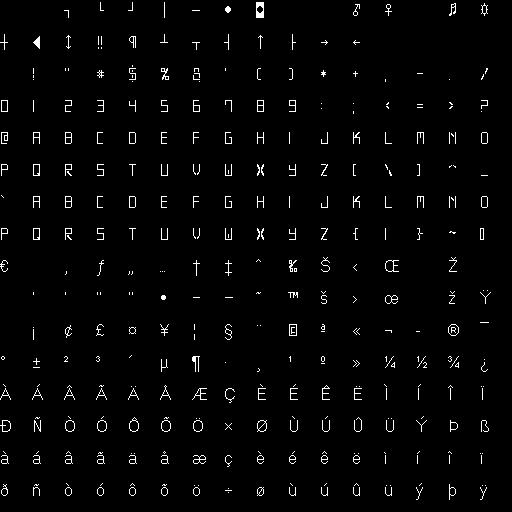 ┐ └ ┘ │ ─ • ◘ ♂ ♀ ♬ ☼
┼ ◄ ↕ ‼ ¶ ┴ ┬ ┤ ↑ ├ → ←
! " # $ % & ' ( ) * + , - . /
0 1 2 3 4 5 6 7 8 9 : ; < = > ?
@ A B C D E F G H I J K L M N O
P Q R S T U V W X Y Z [ \ ] ^ _
` A B C D E F G H I J K L M N O
P Q R S T U V W X Y Z { | } ~ ▯
€ ‚ ƒ „ … † ‡ ˆ ‰ Š ‹ Œ Ž
‘ ’ “ ” • – — ˜ ™ š › œ ž Ÿ
¡ ¢ £ ¤ ¥ ¦ § ¨ © ª « ¬ - ® ¯
° ± ² ³ ´ µ ¶ · ¸ ¹ º » ¼ ½ ¾ ¿
À Á Â Ã Ä Å Æ Ç È É Ê Ë Ì Í Î Ï
Ð Ñ Ò Ó Ô Õ Ö × Ø Ù Ú Û Ü Ý Þ ß
à á â ã ä å æ ç è é ê ë ì í î ï
ð ñ ò ó ô õ ö ÷ ø ù ú û ü ý þ ÿ